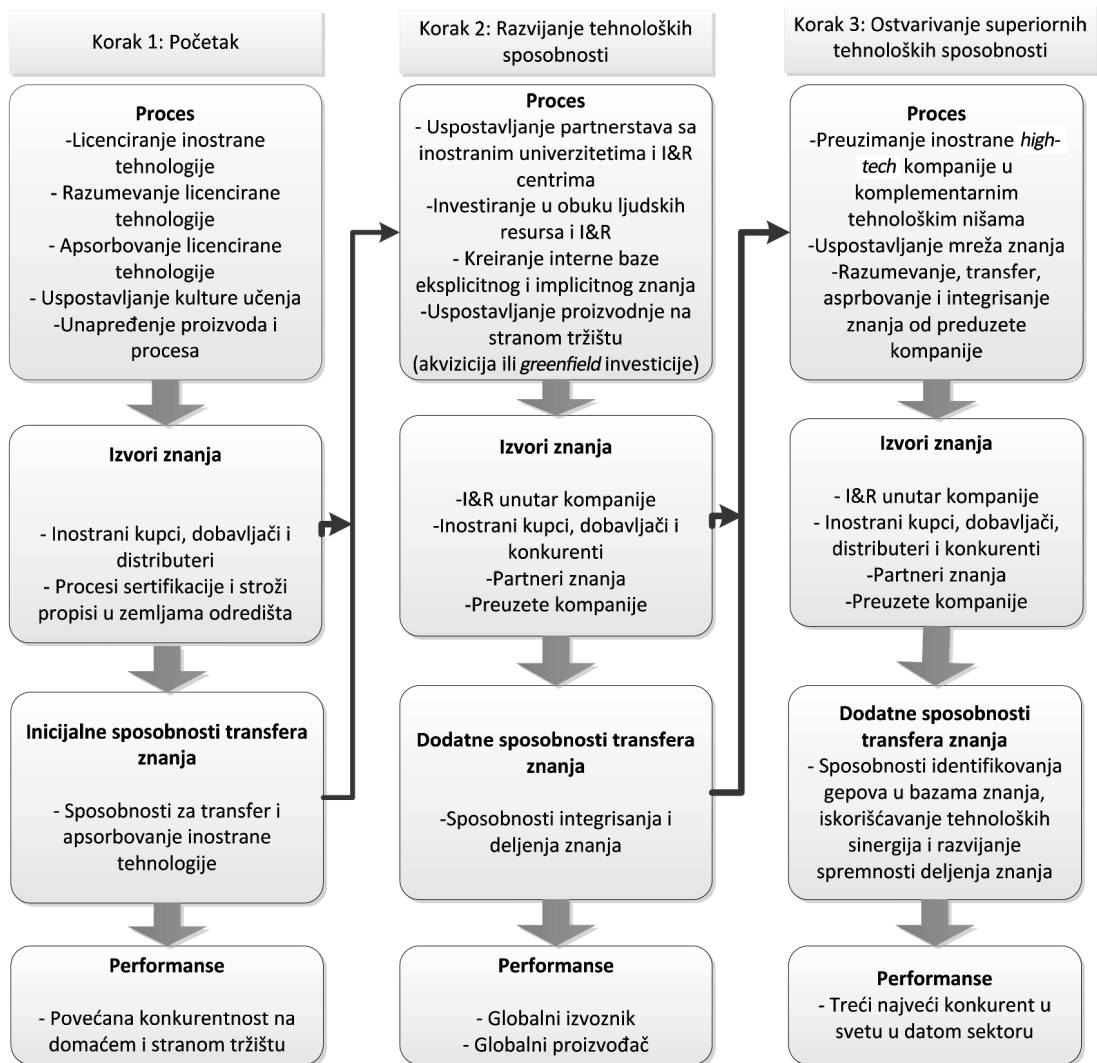 Korak 1: Početak
Proces
-Licenciranje inostrane
tehnologije
- Razumevanje licencirane
tehnologije
- Apsorbovanje licencirane
tehnologije
- Uspostavljanje kulture učenja
-Unapređenje proizvoda i
procesa
Izvori znanja
- Inostrani kupci, dobavljači i
distributeri
- Procesi sertifikacije i stroži
propisi u zemljama odredišta
Inicijalne sposobnosti transfera
znanja
- Sposobnosti za transfer i
apsorbovanje inostrane
tehnologije
Performanse
- Povećana konkurentnost na
domaćem i stranom tržištu
Korak 2: Razvijanje tehnoloških
sposobnosti
Proces
- Uspostavljanje partnerstava sa
inostranim univerzitetima i I&R
centrima
-Investiranje u obuku ljudskih
resursa i I&R
- Kreiranje interne baze
eksplicitnog i implicitnog znanja
-Uspostavljanje proizvodnje na
stranom tržištu
(akvizicija ili greenfield investicije)
Izvori znanja
-I&R unutar kompanije
- Inostrani kupci, dobavljači i
konkurenti
- Partneri znanja
- Preuzete kompanije
Dodatne sposobnosti transfera
znanja
-Sposobnosti integrisanja i
deljenja znanja
Performanse
- Globalni izvoznik
- Globalni proizvođač
Korak 3: Ostvarivanje superiornih
tehnoloških sposobnosti
Proces
- Preuzimanje inostrane high-
tech kompanije u
komplementarnim
tehnološkim nišama
-Uspostavljanje mreža znanja
-Razumevanje, transfer,
asprbovanje i integrisanje
znanja od preduzete
kompanije
Izvori znanja
- I&R unutar kompanije
- Inostrani kupci, dobavljači,
distributeri i konkurenti
- Partneri znanja
- Preuzete kompanije
Dodatne sposobnosti
transfera znanja
- Sposobnosti identifikovanja
gepova u bazama znanja,
iskorišćavanje tehnoloških
sinergija i razvijanje
spremnosti deljenja znanja
Performanse
- Treći najveći konkurent u
svetu u datom sektoru